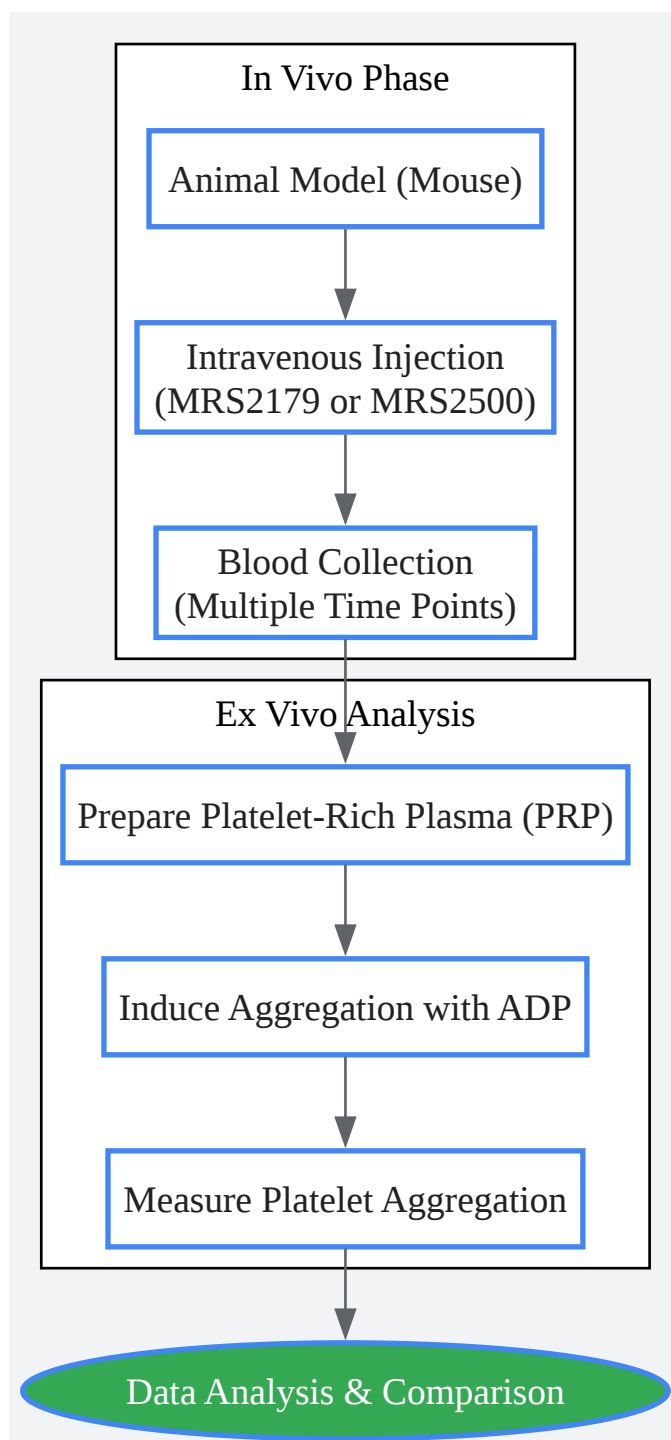 In Vivo Phase
Animal Model (Mouse)
Intravenous Injection
(MRS2179 or MRS2500)
Blood Collection
(Multiple Time Points)
Ex Vivo Analysis
Prepare Platelet-Rich Plasma (PRP)
Induce Aggregation with ADP
Measure Platelet Aggregation
Data Analysis & Comparison